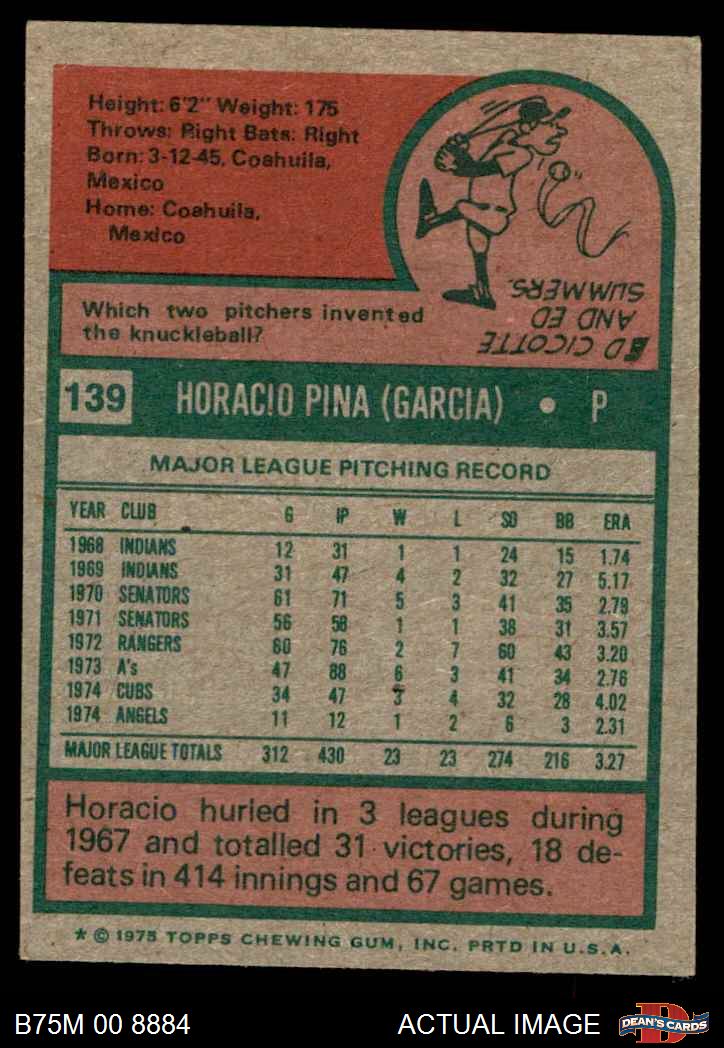 Height: 6'2" Weight: 175
Throws: Right Bats: Right
Born: 3-12-45, Coahuila,
Mexico
Home: Coahuila,
Mexico
Which two pitchers invented
the knuckleball?
ED CICOTTE
AND ED
SUMMERS.
139 HORACIO PINA (GARCIA) • P
MAJOR LEAGUE PITCHING RECORD
YEAR CLUB G IP W L SO BB ERA
1968 INDIANS 12 31 1 1 24 15 1.74
1969 INDIANS 31 47 4 2 32 27 5.17
1970 SENATORS 61 71 5 3 41 35 2.79
1971 SENATORS 56 58 1 1 38 31 3.57
1972 RANGERS 60 76 2 7 60 43 3.20
1973 A's 47 88 6 3 41 34 2.76
1974 CUBS 34 47 3 4 32 28 4.02
1974 ANGELS 11 12 1 2 6 3 2.31
MAJOR LEAGUE TOTALS 312 430 23 23 274 216 3.27
Horacio hurled in 3 leagues during
1967 and totalled 31 victories, 18 de-
feats in 414 innings and 67 games.
* © 1975 TOPPS CHEWING GUM, INC. PRTD IN U.S.A.
B75M 00 8884 ACTUAL IMAGE D DEAN'S CARDS